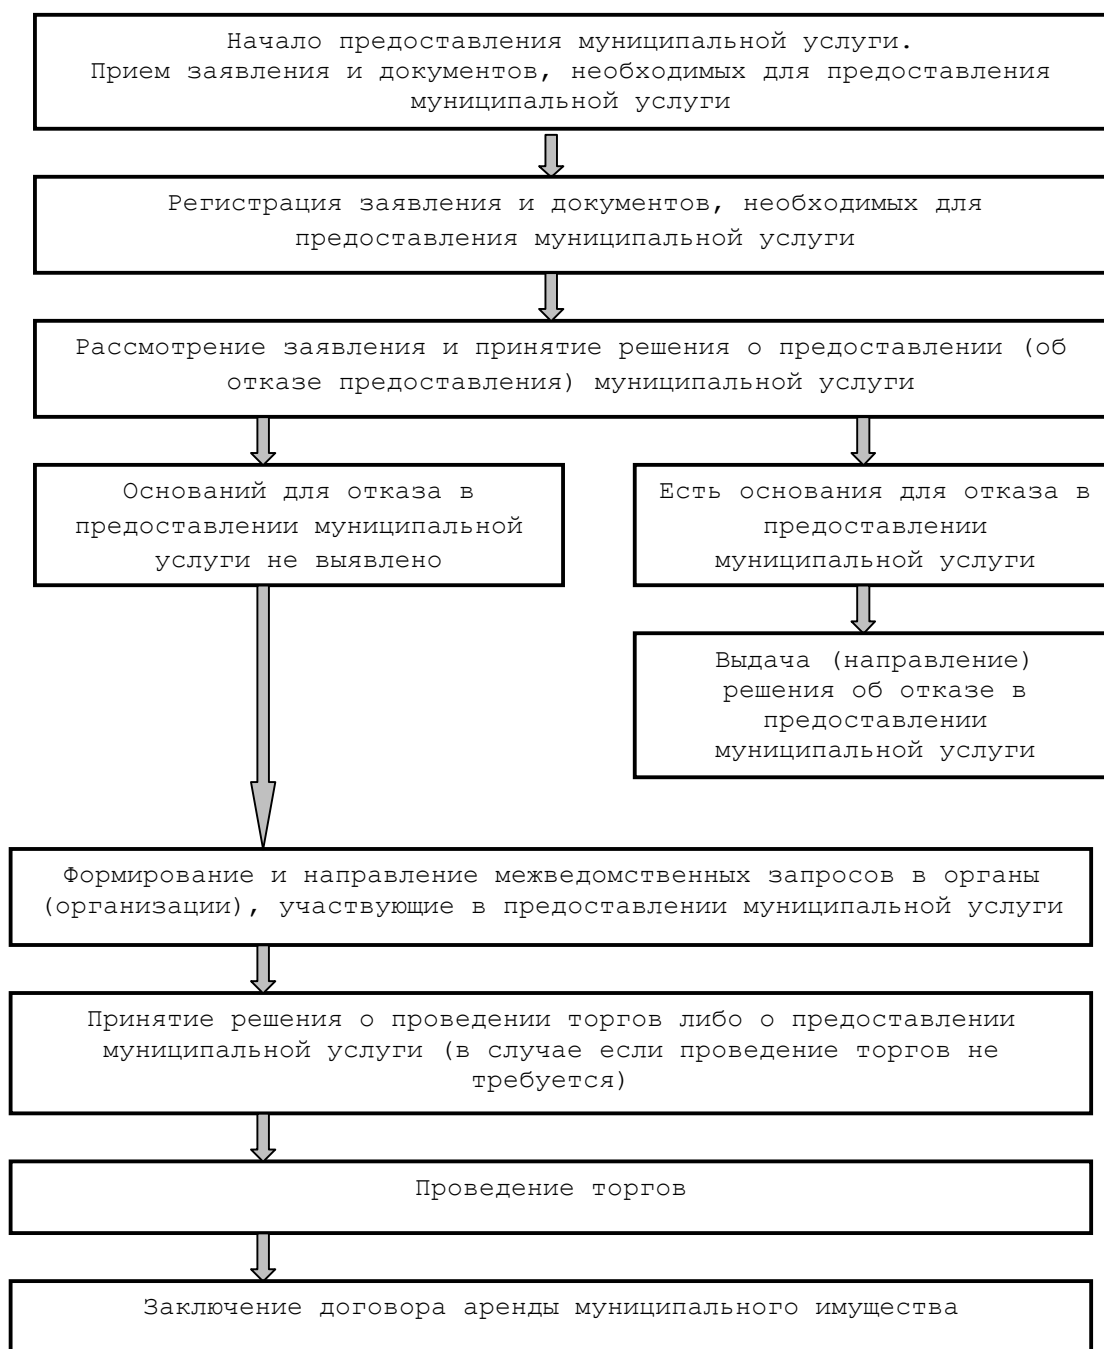 Начало предоставления муниципальной услуги.
Прием заявления и документов, необходимых для предоставления
муниципальной услуги
Регистрация заявления и документов, необходимых для
предоставления муниципальной услуги
Рассмотрение заявления и принятие решения о предоставлении (об
отказе предоставления) муниципальной услуги
Оснований для отказа в
предоставлении муниципальной
услуги не выявлено
Есть основания для отказа в
предоставлении
муниципальной услуги
Выдача (направление)
решения об отказе в
предоставлении
муниципальной услуги
Формирование и направление межведомственных запросов в органы
(организации), участвующие в предоставлении муниципальной услуги
Принятие решения о проведении торгов либо о предоставлении
муниципальной услуги (в случае если проведение торгов не
требуется)
Проведение торгов
Заключение договора аренды муниципального имущества